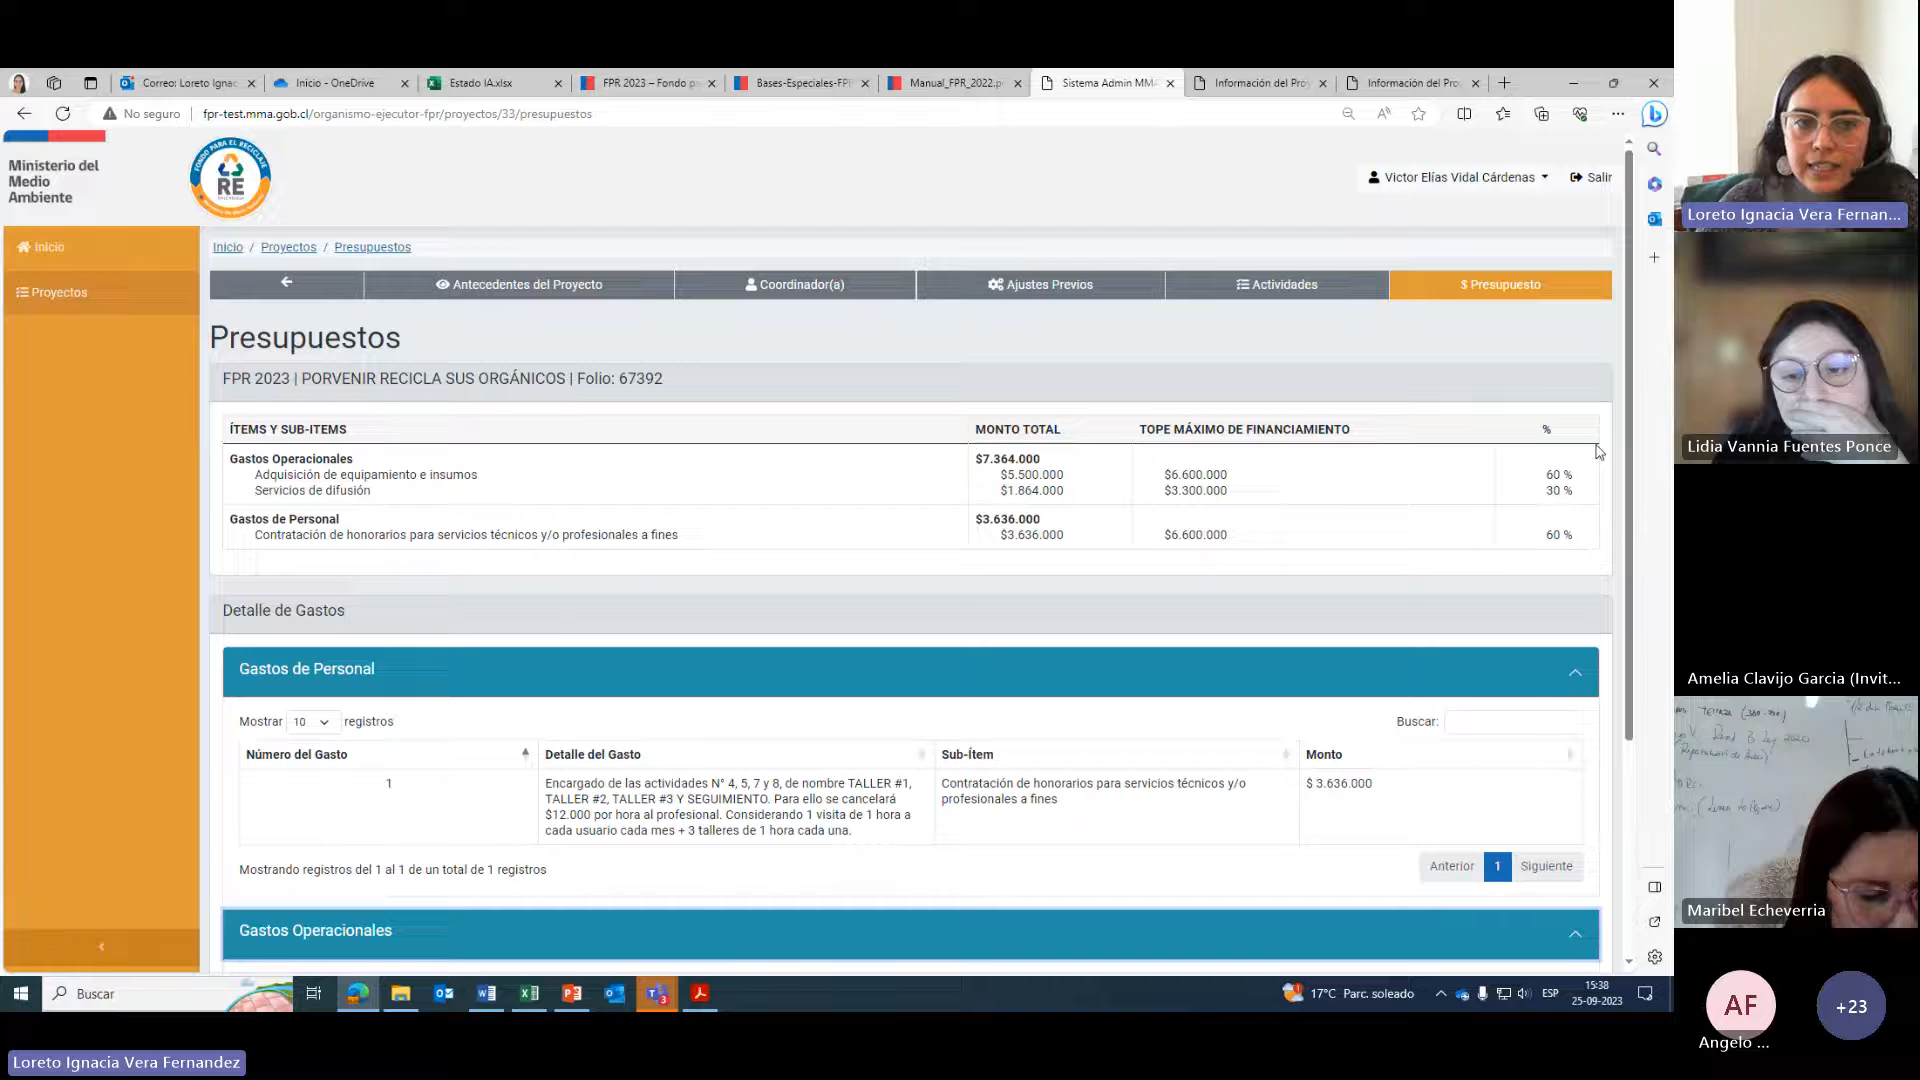 Correo: Loreto Ignac
Inicio - OneDrive
Estado IA.xlsx
FPR 2023 – Fondo p
Bases-Especiales-FP
Manual_FPR_2022.p
Sistema Admin MMA
Información del Pro
Información del Pro
No seguro
fpr-test.mma.gob.cl/organismo-ejecutor-fpr/proyectos/33/presupuestos
Ministerio del
Medio
Ambiente
FONDO PARA EL RECICLAJE
RE
Victor Elías Vidal Cárdenas
Salir
Inicio
Proyectos
Inicio / Proyectos / Presupuestos
Antecedentes del Proyecto
Coordinador(a)
Ajustes Previos
Actividades
$ Presupuesto
Presupuestos
FPR 2023 | PORVENIR RECICLA SUS ORGÁNICOS | Folio: 67392
ÍTEMS Y SUB-ITEMS MONTO TOTAL TOPE MÁXIMO DE FINANCIAMIENTO %
Gastos Operacionales $7.364.000
Adquisición de equipamiento e insumos $5.500.000 $6.600.000 60 %
Servicios de difusión $1.864.000 $3.300.000 30 %
Gastos de Personal $3.636.000
Contratación de honorarios para servicios técnicos y/o profesionales a fines $3.636.000 $6.600.000 60 %
Detalle de Gastos
Gastos de Personal
Mostrar 10 registros
Buscar:
Número del Gasto Detalle del Gasto Sub-Ítem Monto
1
Encargado de las actividades N° 4, 5, 7 y 8, de nombre TALLER #1,
TALLER #2, TALLER #3 Y SEGUIMIENTO. Para ello se cancelará
$12.000 por hora al profesional. Considerando 1 visita de 1 hora a
cada usuario cada mes + 3 talleres de 1 hora cada una.
Contratación de honorarios para servicios técnicos y/o
profesionales a fines
$ 3.636.000
Mostrando registros del 1 al 1 de un total de 1 registros
Anterior 1 Siguiente
Gastos Operacionales
Buscar
17°C Parc. soleado
ESP
15:38
25-09-2023
Loreto Ignacia Vera Fernandez
Loreto Ignacia Vera Fernan...
Lidia Vannia Fuentes Ponce
Amelia Clavijo Garcia (Invit...
Maribel Echeverria
AF
Angelo ...
+23